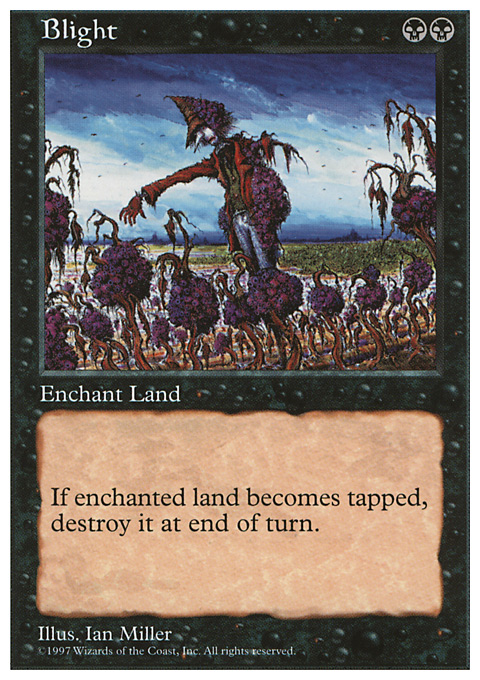 Blight
Enchant Land
If enchanted land becomes tapped,
destroy it at end of turn.
Illus. Ian Miller
©1997 Wizards of the Coast, Inc. All rights reserved.